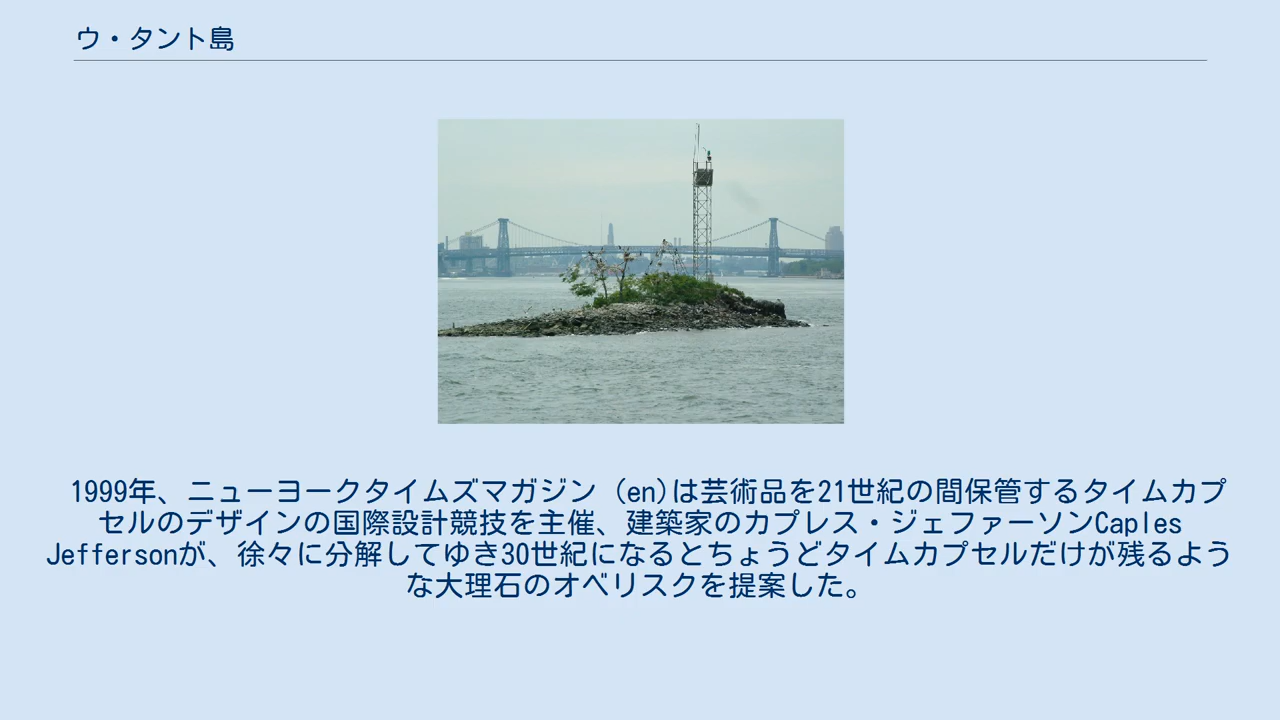 ウ・タント島
1999年、ニューヨークタイムズマガジン (en)は芸術品を21世紀の間保管するタイムカプ
セルのデザインの国際設計競技を主催、建築家のカプレス・ジェファーソンCaples
Jeffersonが、徐々に分解してゆき30世紀になるとちょうどタイムカプセルだけが残るよう
な大理石のオベリスクを提案した。